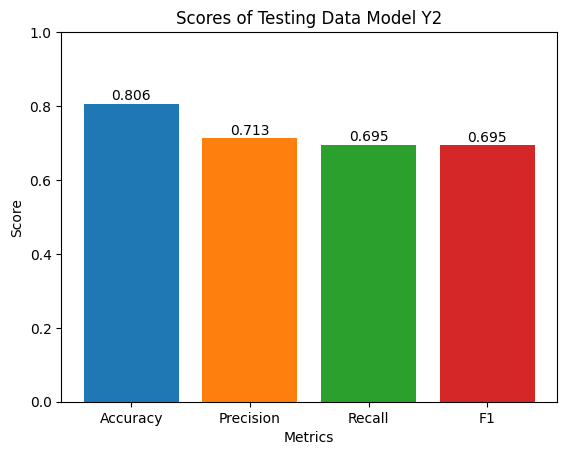 Scores of Testing Data Model Y2
1.0
0.8
0.6
0.4
0.2
0.0
Score
0.806
0.713
0.695
0.695
Accuracy
Precision
Recall
F1
Metrics